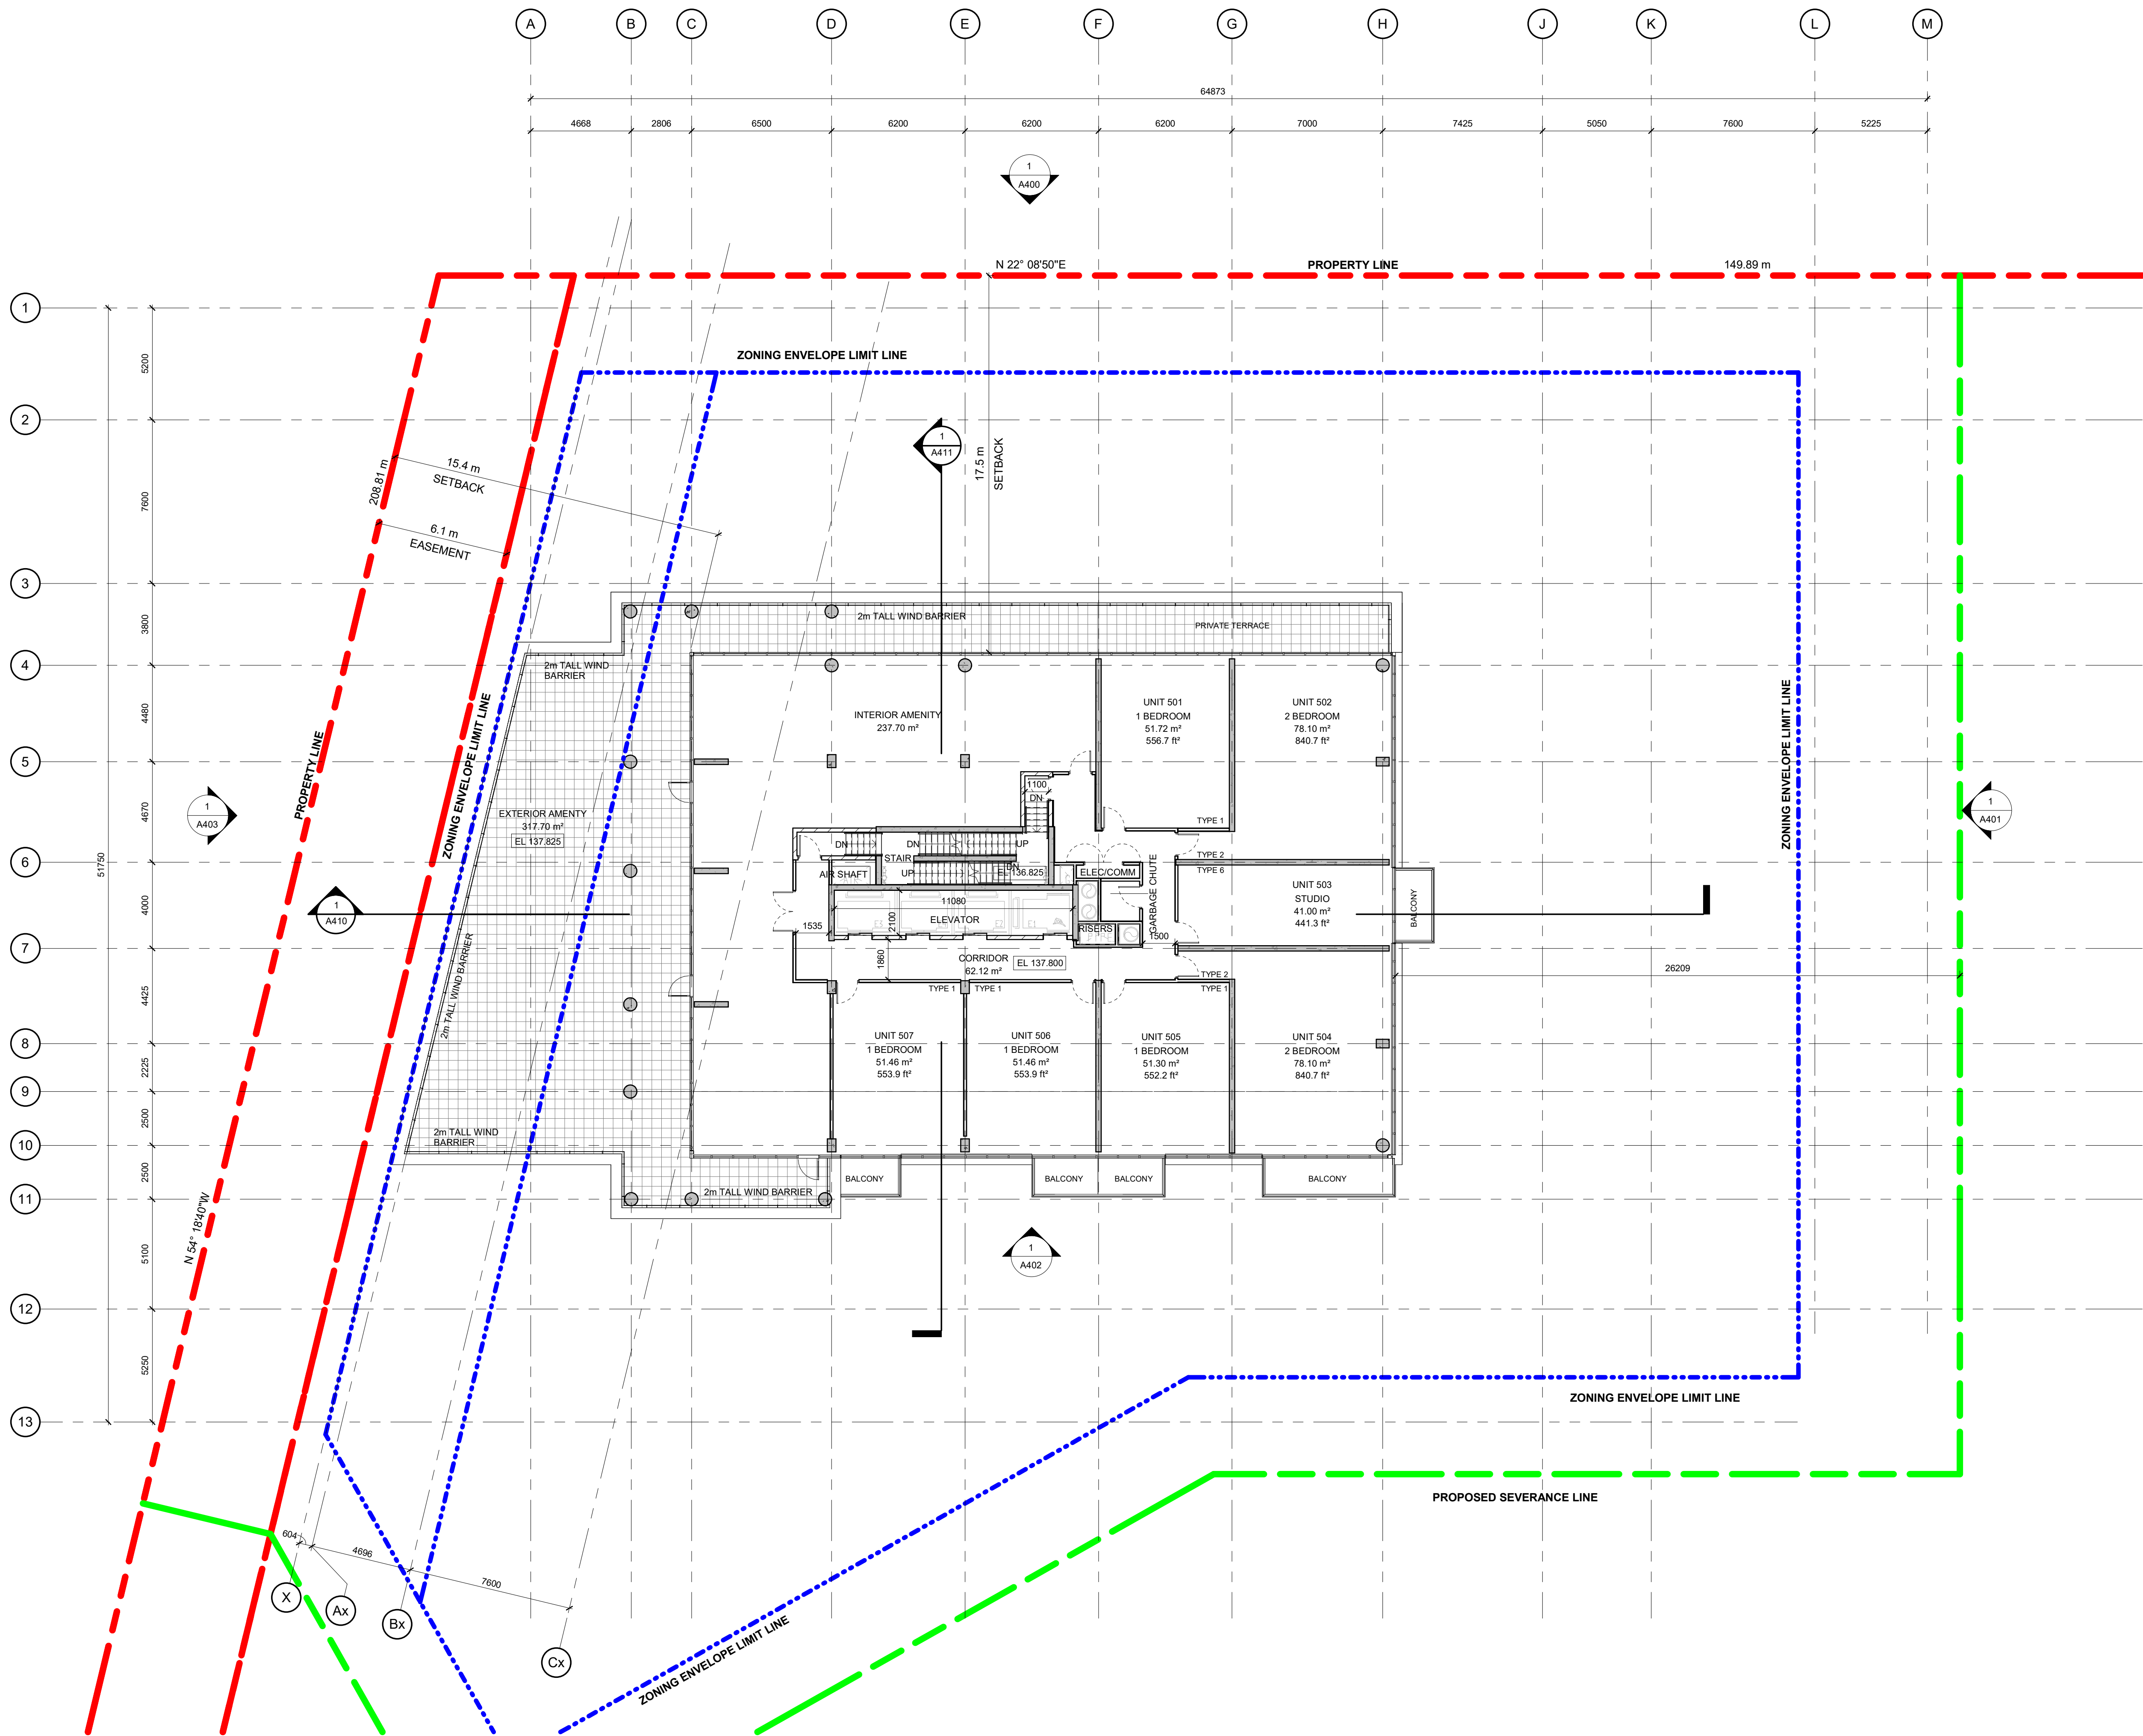 A B C D E F G H J K L M
64873
4668 2806 6500 6200 6200 6200 7000 7425 5050 7600 5225
1
A400
N 22° 08'50"E
PROPERTY LINE
149.89 m
1
ZONING ENVELOPE LIMIT LINE
5200
2
1
A411
17.5 m
SETBACK
15.4 m
SETBACK
208.81 m
6.1 m
EASEMENT
7600
3
3800
2m TALL WIND BARRIER
PRIVATE TERRACE
4
2m TALL WIND
BARRIER
4480
ZONING ENVELOPE LIMIT LINE
PROPERTY LINE
ZONINONING ENVELOPE LIMIT LINE
INTERIOR AMENITY
237.70 m²
UNIT 501
1 BEDROOM
51.72 m²
556.7 ft²
UNIT 502
2 BEDROOM
78.10 m²
840.7 ft²
5
1100
DN
4670
1
A403
1
A401
EXTERIOR AMENTY
317.70 m²
EL 137.825
TYPE 1
DN
DN
UP
STAIR
TYPE 2
6
51750
AIR SHAFT
UP
DN
EL 136.825
ELEC/COMM
GARBAGE CHUTE
TYPE 6
UNIT 503
STUDIO
41.00 m²
441.3 ft²
BALCONY
4000
1
A410
11080
2100
ELEVATOR
1535
RISERS
1500
7
1860
CORRIDOR
62.12 m²
EL 137.800
26209
TYPE 2
TYPE 1
TYPE 1
TYPE 1
2m TALL WIND BARRIER
4425
UNIT 507
1 BEDROOM
51.46 m²
553.9 ft²
UNIT 506
1 BEDROOM
51.46 m²
553.9 ft²
UNIT 505
1 BEDROOM
51.30 m²
552.2 ft²
UNIT 504
2 BEDROOM
78.10 m²
840.7 ft²
8
2225
9
2500
2m TALL WIND
BARRIER
10
2500
BALCONY
BALCONY
BALCONY
BALCONY
2m TALL WIND BARRIER
11
N 54° 18'40"W
5100
1
A402
12
5250
ZONING ENVELOPE LIMIT LINE
13
PROPOSED SEVERANCE LINE
604
4696
7600
X
Ax
Bx
Cx
ZONING ENVELOPE LIMIT LINE